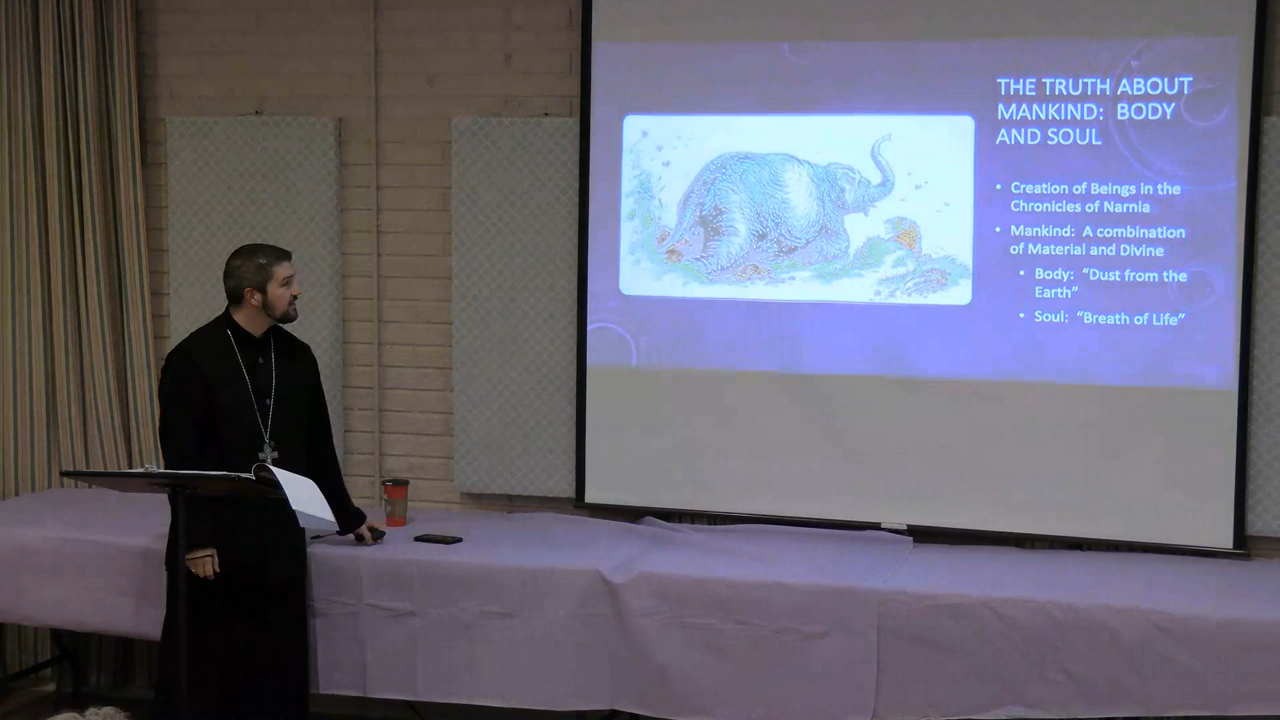 THE TRUTH ABOUT
MANKIND: BODY
AND SOUL
• Creation of Beings in the
Chronicles of Narnia
• Mankind: A combination
of Material and Divine
• Body: "Dust from the
Earth"
• Soul: "Breath of Life"